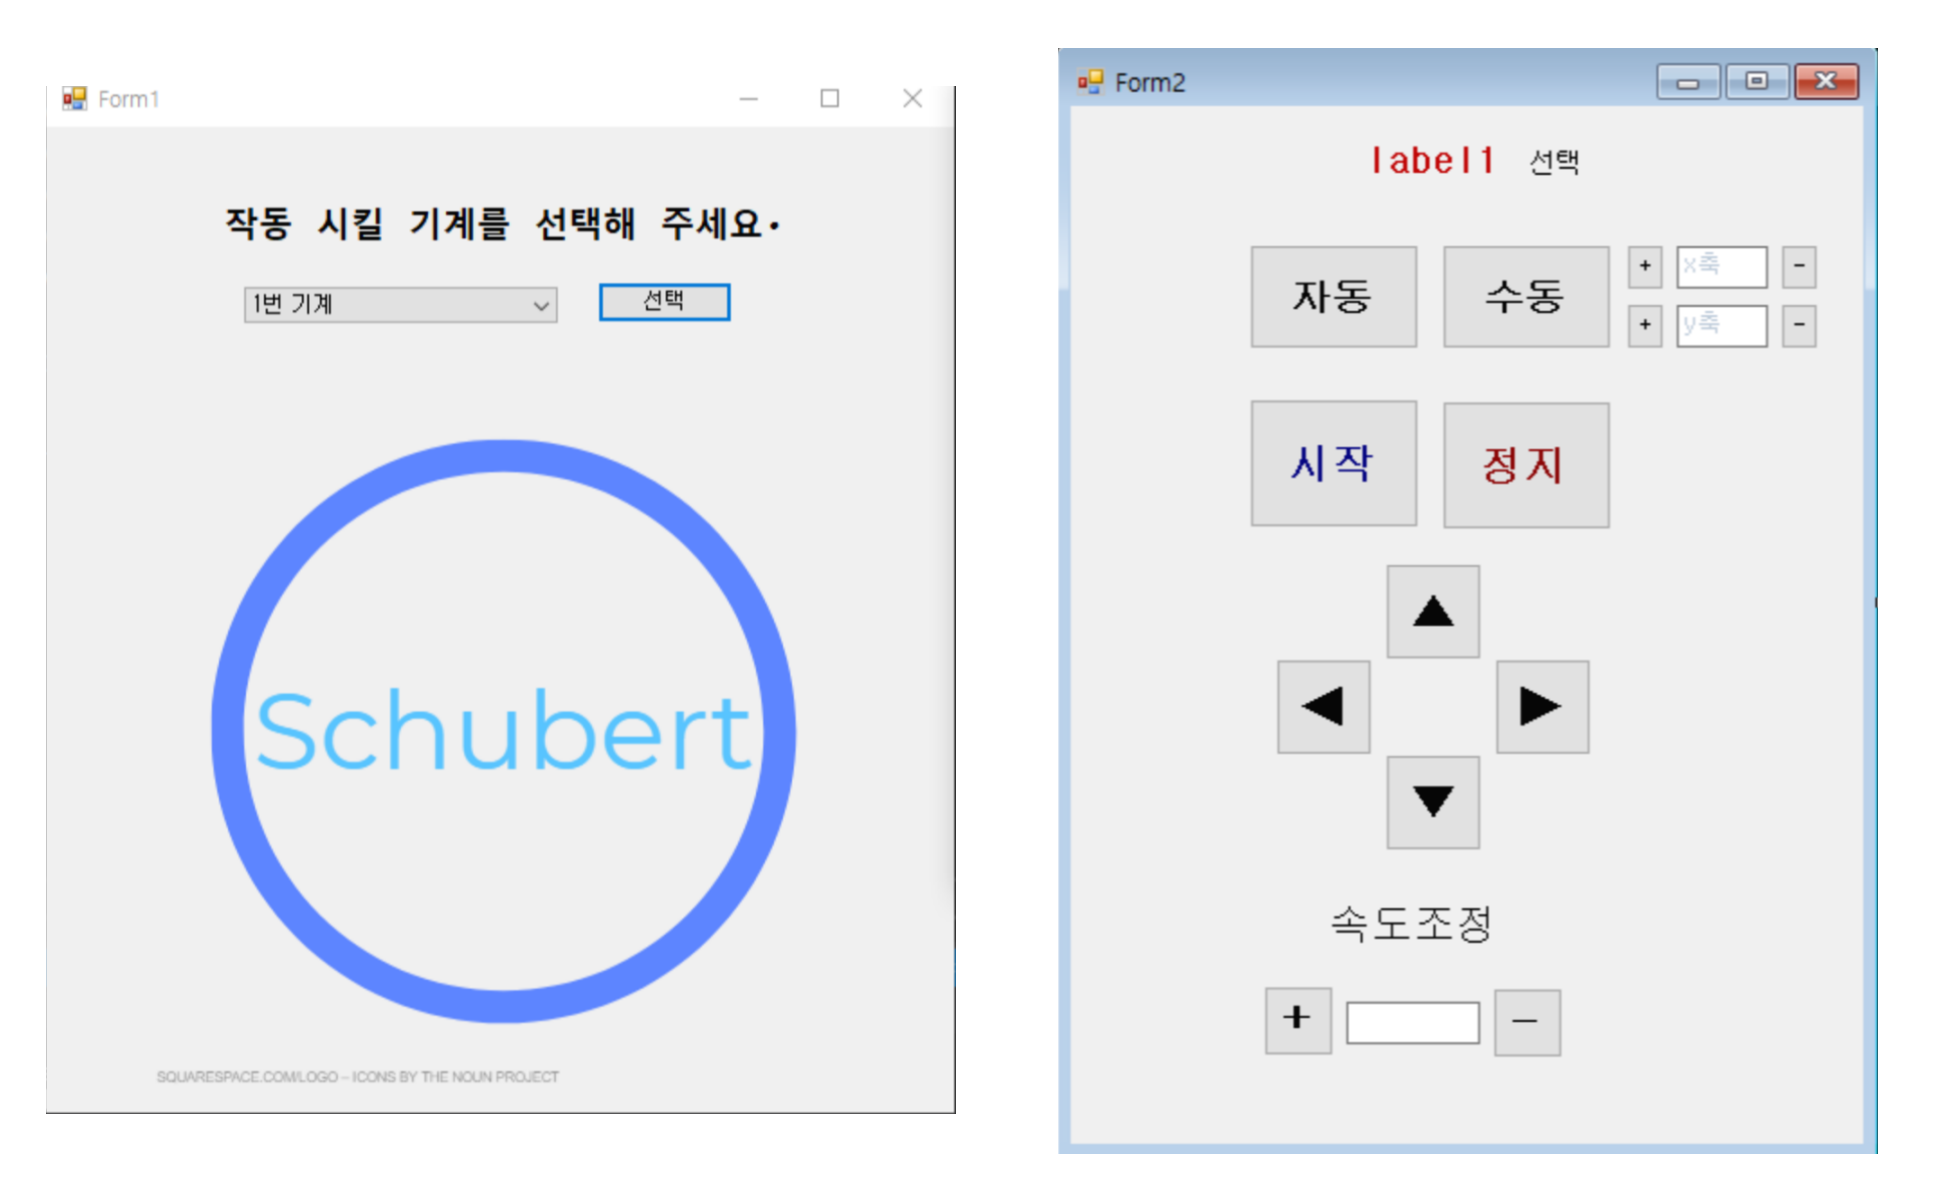 Form1
작동 시킬 기계를 선택해 주세요.
1번 기계 선택
Schubert
SQUARESPACE.COM/LOGO – ICONS BY THE NOUN PROJECT
Form2
label1 선택
자동 수동 + x축 -
+ y축 -
시작 정지
▲
◀ ▶
▼
속도조정
+ -